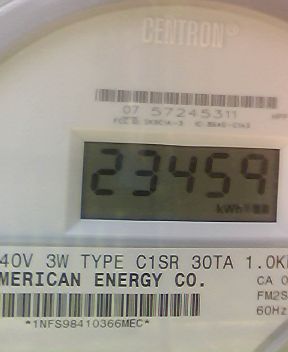 CENTRON®
07 57245311
23459
kWh
40V 3W TYPE C1SR 30TA 1.0K
MERICAN ENERGY CO.
CA 0
FM2S
60Hz
*1NFS98410366MEC*